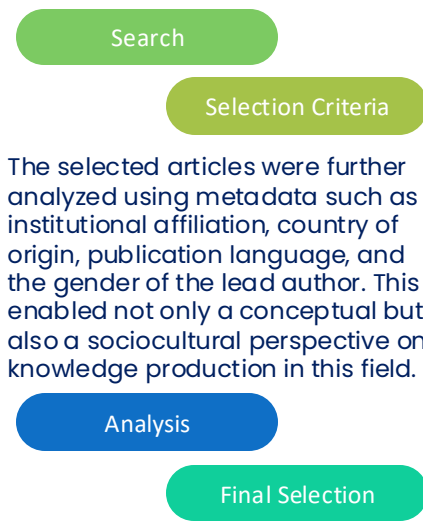 Search
Selection Criteria
The selected articles were further
analyzed using metadata such as
institutional affiliation, country of
origin, publication language, and
the gender of the lead author. This
enabled not only a conceptual but
also a sociocultural perspective on
knowledge production in this field.
Analysis
Final Selection